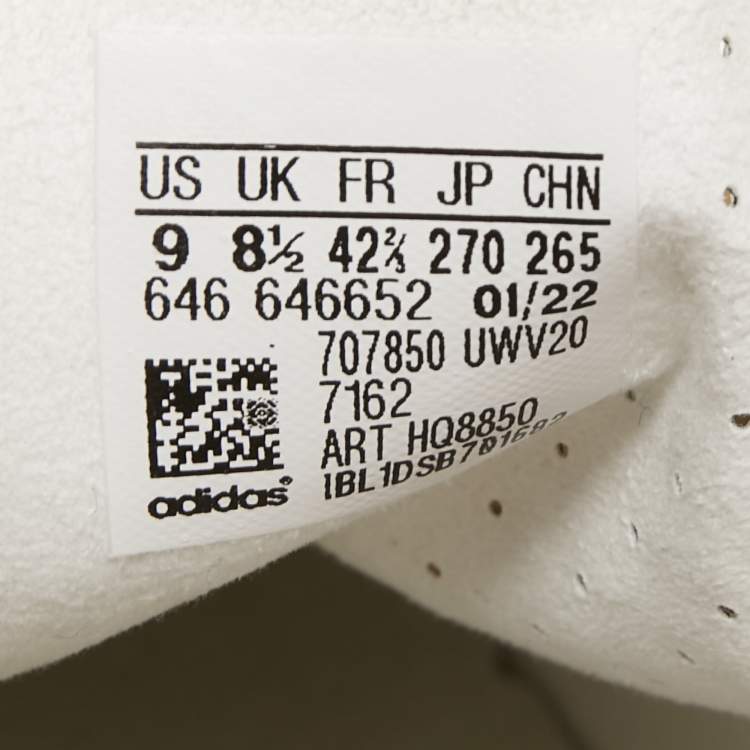 US UK FR JP CHN
9 8½ 42⅔ 270 265
646 646652 01/22
707850 UWV20
7162
ART HQ8850
adidas®